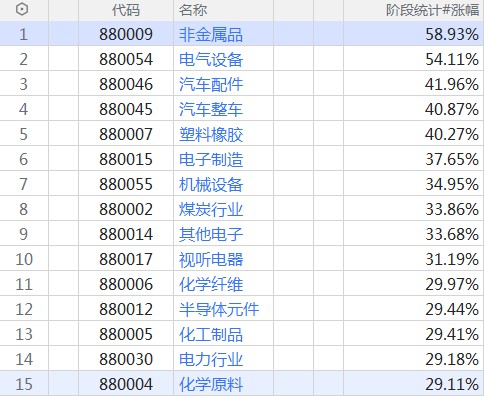 代码 名称 阶段统计#涨幅
1 880009 非金属品 58.93%
2 880054 电气设备 54.11%
3 880046 汽车配件 41.96%
4 880045 汽车整车 40.87%
5 880007 塑料橡胶 40.27%
6 880015 电子制造 37.65%
7 880055 机械设备 34.95%
8 880002 煤炭行业 33.86%
9 880014 其他电子 33.68%
10 880017 视听电器 31.19%
11 880006 化学纤维 29.97%
12 880012 半导体元件 29.44%
13 880005 化工制品 29.41%
14 880030 电力行业 29.18%
15 880004 化学原料 29.11%